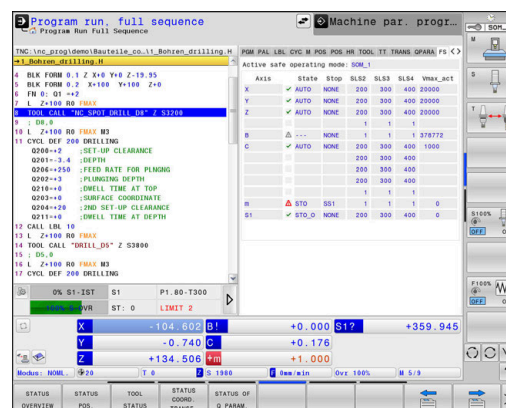 Program run, full sequence
Program Run Full Sequence
Machine par. progr…
TNC:\nc_prog\demo\Bauteile_co…\1_Bohren_drilling.H
→1_Bohren_drilling.H
4 BLK FORM 0.1 Z X+0 Y+0 Z-19.95
5 BLK FORM 0.2 X+100 Y+100 Z+0
6 FN 0: Q1 =+2
7 L Z+100 R0 FMAX
8 TOOL CALL "NC_SPOT_DRILL_D8" Z S3200
9 ; D8,0
10 L Z+100 R0 FMAX M3
11 CYCL DEF 200 DRILLING
Q200=+2 ;SET-UP CLEARANCE
Q201=-3.4 ;DEPTH
Q206=+250 ;FEED RATE FOR PLNGNG
Q202=+3 ;PLUNGING DEPTH
Q210=+0 ;DWELL TIME AT TOP
Q203=+0 ;SURFACE COORDINATE
Q204=+20 ;2ND SET-UP CLEARANCE
Q211=+0 ;DWELL TIME AT DEPTH
12 CALL LBL 10
13 L Z+100 R0 FMAX
14 TOOL CALL "DRILL_D5" Z S3800
15 ; D5,0
16 L Z+100 R0 FMAX M3
17 CYCL DEF 200 DRILLING
PGM PAL LBL CYC M POS POS HR TOOL TT TRANS QPARA FS
Active safe operating mode: SOM_1
Axis State Stop SLS2 SLS3 SLS4 Vmax_act
X AUTO NONE 200 300 400 20000
Y AUTO NONE 200 300 400 20000
Z AUTO NONE 200 300 400 20000
1 1 1
B --- NONE 1 1 1 378772
C AUTO NONE 200 300 400 1000
200 300 400
200 300 400
200 300 400
1 1 1
m STO SS1 1 1 1 0
S1 STO_O NONE 200 300 400 0
0% S1-IST S1 P1.80-T300
100% S-OVR ST: 0 LIMIT 2
X -104.602 B! +0.000 S1? +359.945
Y -0.740 C +0.176
Z +134.506 +m +1.000
Modus: NOML. 20 T 0 Z S 1980 F 0mm/min Ovr 100% M 5/9
STATUS OVERVIEW
STATUS POS.
TOOL STATUS
STATUS COORD.
STATUS OF Q PARAM.
M
S
T
S100%
OFF
F100%
OFF